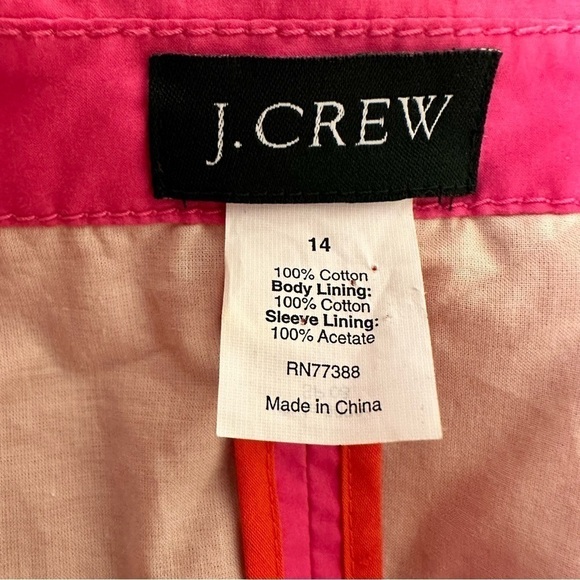 J.CREW
14
100% Cotton
Body Lining:
100% Cotton
Sleeve Lining:
100% Acetate
RN77388
Made in China